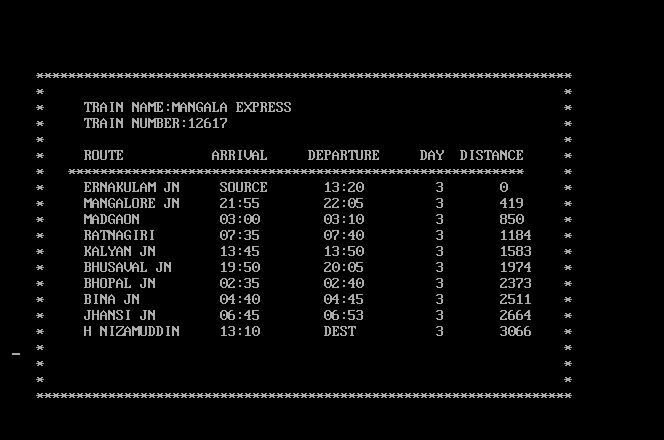 ***********************************************************************
TRAIN NAME:MANGALA EXPRESS
TRAIN NUMBER:12617
ROUTE ARRIVAL DEPARTURE DAY DISTANCE
*********************************************************
ERNAKULAM JN SOURCE 13:20 3 0
MANGALORE JN 21:55 22:05 3 419
MADGAON 03:00 03:10 3 850
RATNAGIRI 07:35 07:40 3 1184
KALYAN JN 13:45 13:50 3 1583
BHUSAVAL JN 19:50 20:05 3 1974
BHOPAL JN 02:35 02:40 3 2373
BINA JN 04:40 04:45 3 2511
JHANSI JN 06:45 06:53 3 2664
H NIZAMUDDIN 13:10 DEST 3 3066
***********************************************************************